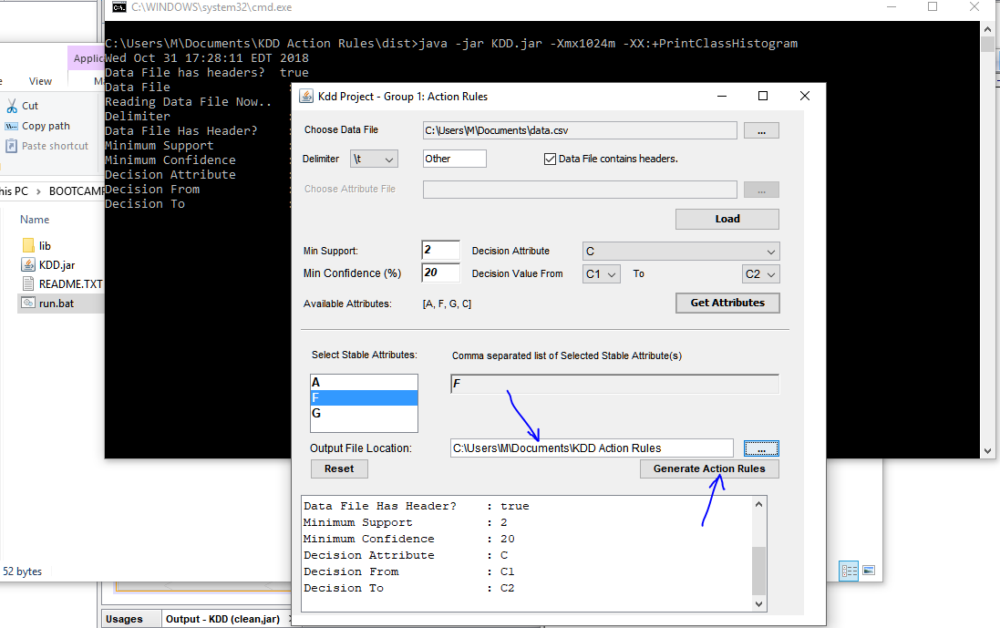 C:\WINDOWS\system32\cmd.exe
C:\Users\M\Documents\KDD Action Rules\dist>java -jar KDD.jar -Xmx1024m -XX:+PrintClassHistogram
Wed Oct 31 17:28:11 EDT 2018
Data File has headers? true
Data File :
Reading Data File Now..
Delimiter :
Data File Has Header? :
Minimum Support :
Minimum Confidence :
Decision Attribute :
Decision From :
Decision To :
View
Cut
Copy path
Paste shortcut
his PC > BOOTCAMP
Name
lib
KDD.jar
README.TXT
run.bat
52 bytes
Kdd Project - Group 1: Action Rules
Choose Data File C:\Users\M\Documents\data.csv ...
Delimiter \t Other Data File contains headers.
Choose Attribute File ...
Load
Min Support: 2 Decision Attribute C
Min Confidence (%) 20 Decision Value From C1 To C2
Available Attributes: [A, F, G, C] Get Attributes
Select Stable Attributes: Comma separated list of Selected Stable Attribute(s)
A
F
G
F
Output File Location: C:\Users\M\Documents\KDD Action Rules ...
Reset Generate Action Rules
Data File Has Header? : true
Minimum Support : 2
Minimum Confidence : 20
Decision Attribute : C
Decision From : C1
Decision To : C2
Usages Output - KDD (clean,jar)